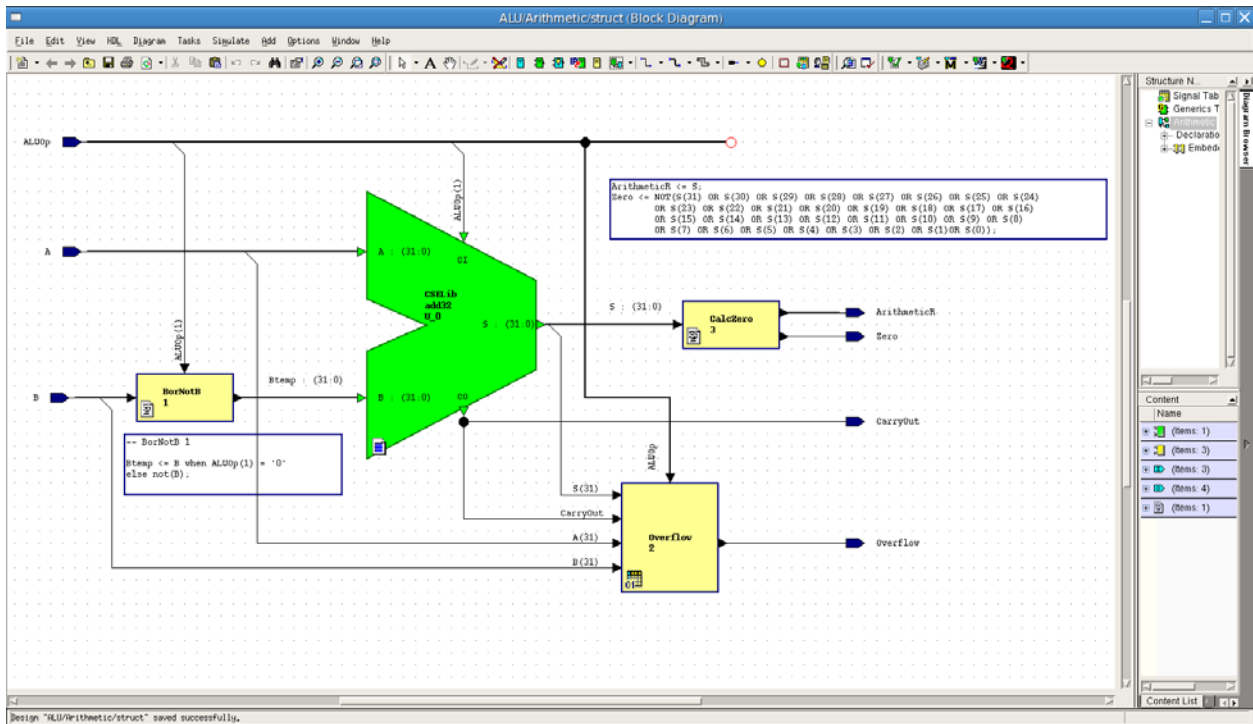 ALU/Arithmetic/struct (Block Diagram)
File Edit View HDL Diagram Tasks Simulate Add Options Window Help
Structure N...
Signal Tab
Generics T
Arithmetic
Declaratio
Embed
Diagram Browser
ALUOp
ALUOp(1)
ArithmeticR <= S;
Zero <= NOT(S(31) OR S(30) OR S(29) OR S(28) OR S(27) OR S(26) OR S(25) OR S(24)
OR S(23) OR S(22) OR S(21) OR S(20) OR S(19) OR S(18) OR S(17) OR S(16)
OR S(15) OR S(14) OR S(13) OR S(12) OR S(11) OR S(10) OR S(9) OR S(8)
OR S(7) OR S(6) OR S(5) OR S(4) OR S(3) OR S(2) OR S(1)OR S(0));
A
A : (31:0)
CI
CSELib
add32
U_0
S : (31:0)
S : (31:0)
CalcZero
3
ArithmeticR
Zero
ALUOp(1)
B
BorNotB
1
Btemp : (31:0)
B : (31:0)
CO
CarryOut
-- BorNotB 1
Btemp <= B when ALUOp(1) = '0'
else not(B);
ALUOp
S(31)
CarryOut
A(31)
B(31)
Overflow
2
01
Overflow
Content
Name
(Items: 1)
(Items: 3)
(Items: 3)
(Items: 4)
(Items: 1)
Content List
Design "ALU/Arithmetic/struct" saved successfully.